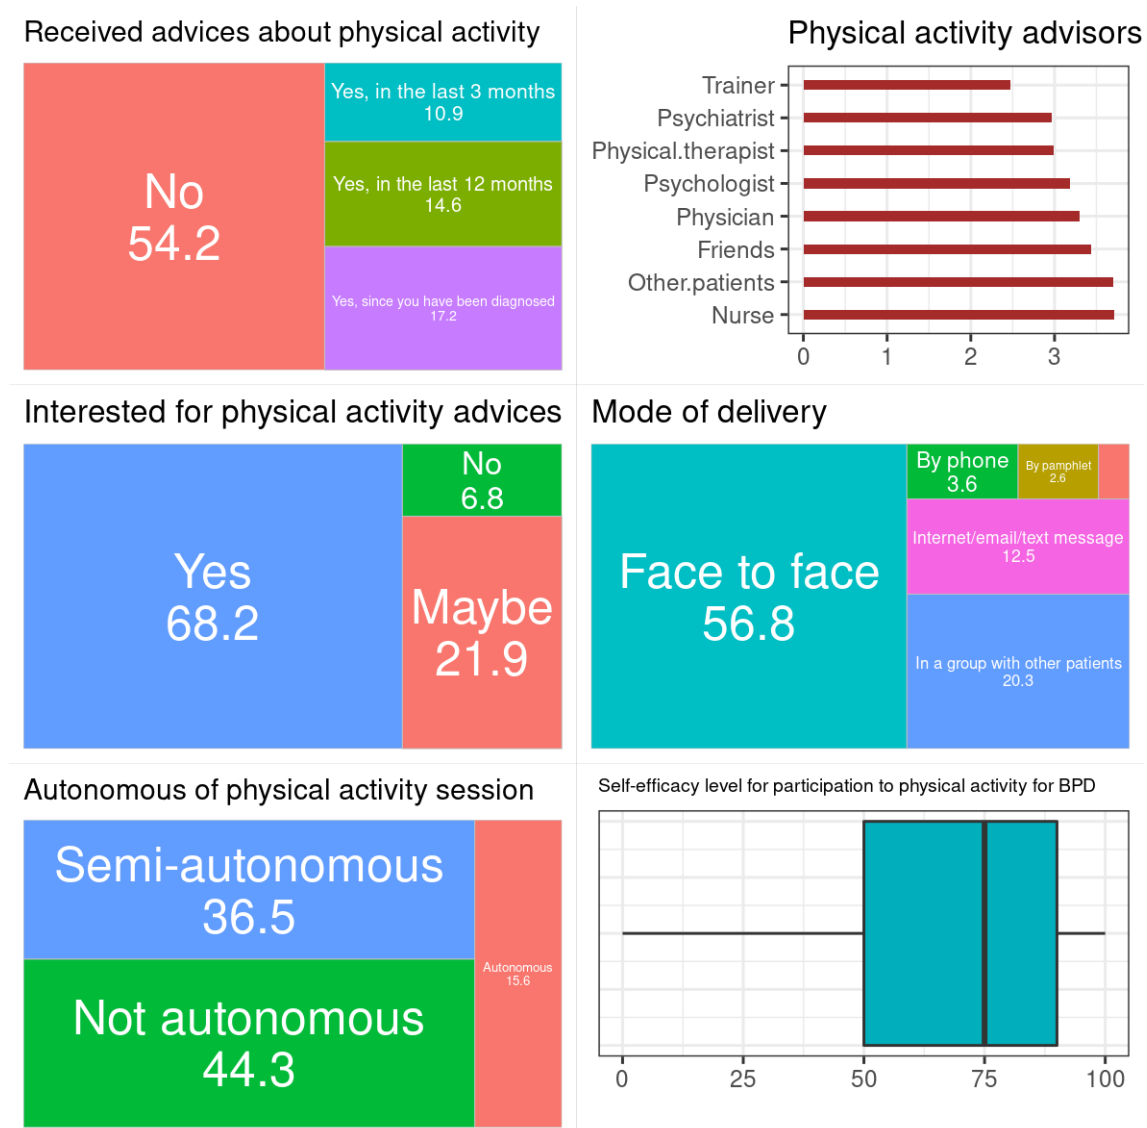 Received advices about physical activity
No
54.2
Yes, in the last 3 months
10.9
Yes, in the last 12 months
14.6
Yes, since you have been diagnosed
17.2
Physical activity advisors
Trainer
Psychiatrist
Physical.therapist
Psychologist
Physician
Friends
Other.patients
Nurse
0 1 2 3
Interested for physical activity advices
Yes
68.2
No
6.8
Maybe
21.9
Mode of delivery
Face to face
56.8
By phone
3.6
By pamphlet
2.6
Internet/email/text message
12.5
In a group with other patients
20.3
Autonomous of physical activity session
Semi-autonomous
36.5
Not autonomous
44.3
Autonomous
15.6
Self-efficacy level for participation to physical activity for BPD
0 25 50 75 100